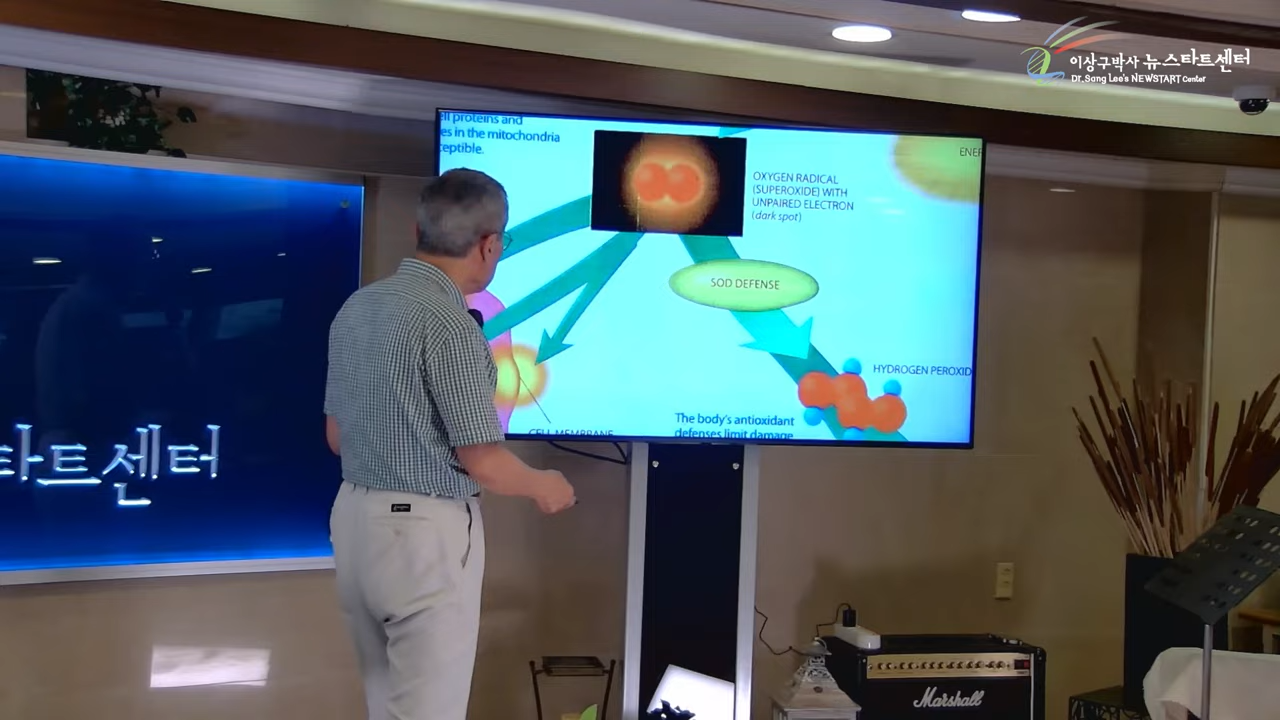 이상구박사 뉴스타트센터
Dr. Sang Lee's NEWSTART Center
ell proteins and
es in the mitochondria
ceptible.
ENER
OXYGEN RADICAL
(SUPEROXIDE) WITH
UNPAIRED ELECTRON
(dark spot)
SOD DEFENSE
HYDROGEN PEROXID
The body's antioxidant
defenses limit damage
CELL MEMBRANE
타트센터
Marshall